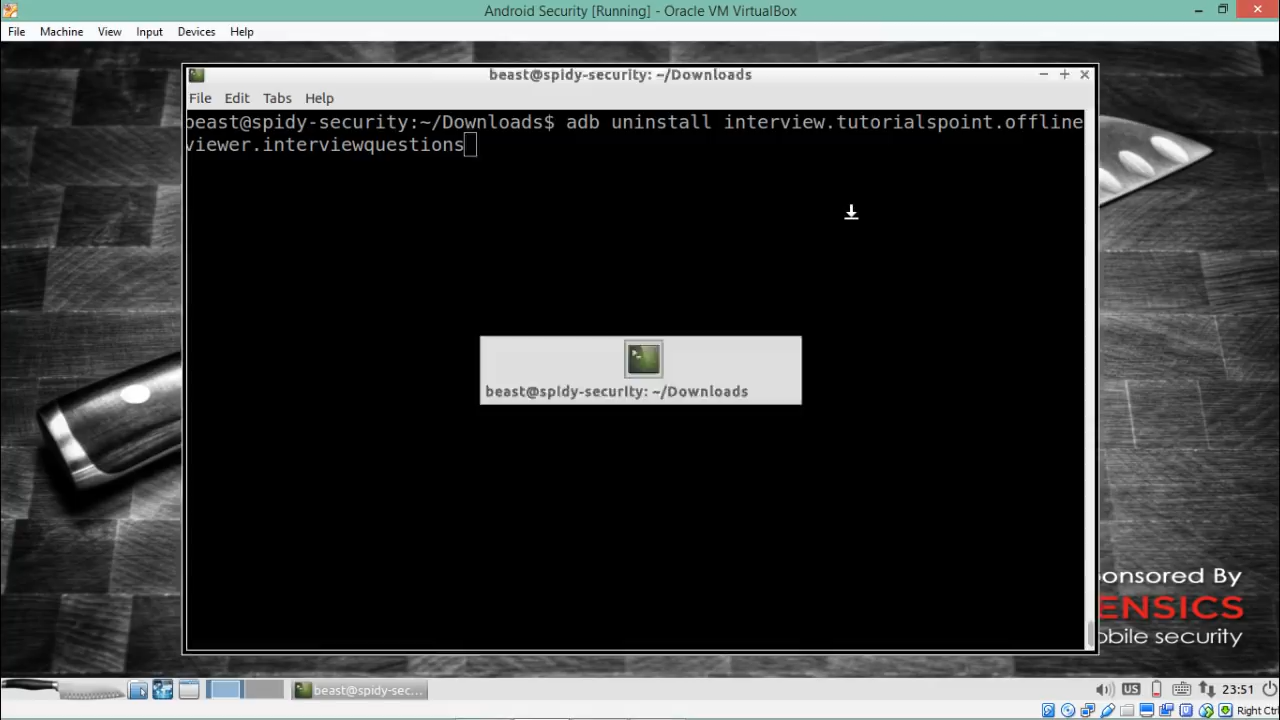 Android Security [Running] - Oracle VM VirtualBox
File Machine View Input Devices Help
beast@spidy-security: ~/Downloads
File Edit Tabs Help
beast@spidy-security:~/Downloads$ adb uninstall interview.tutorialspoint.offline
viewer.interviewquestions
beast@spidy-security: ~/Downloads
onsored By
ENSICS
obile security
beast@spidy-sec...
US
23:51
Right Ctrl